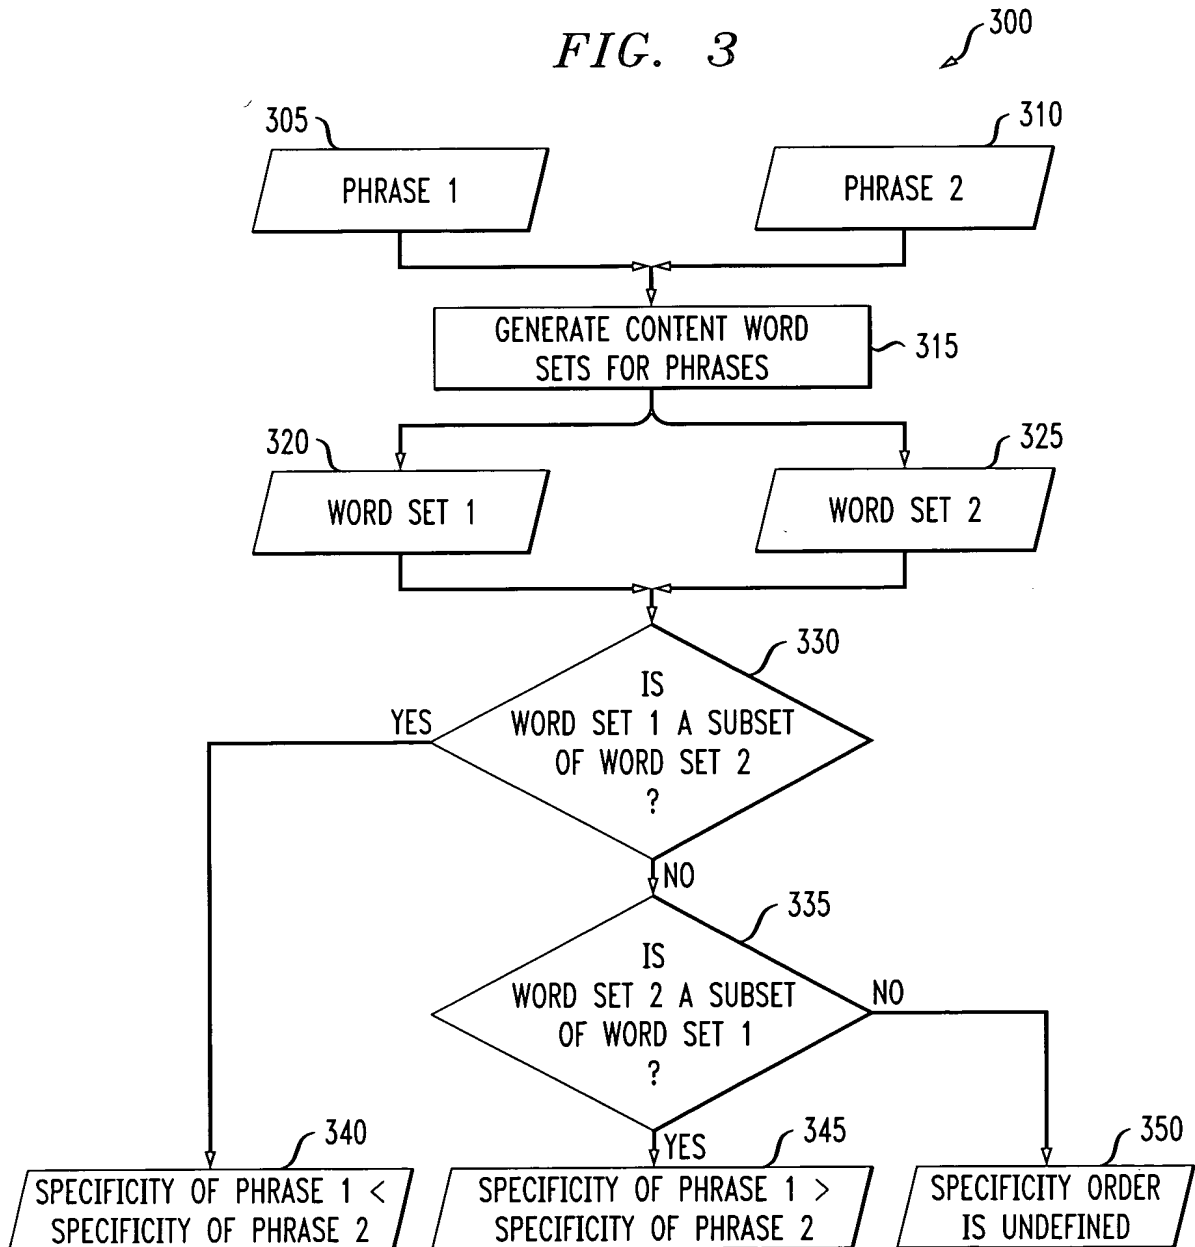 FIG. 3
300
305
310
PHRASE 1
PHRASE 2
GENERATE CONTENT WORD
SETS FOR PHRASES
315
320
325
WORD SET 1
WORD SET 2
330
IS
WORD SET 1 A SUBSET
OF WORD SET 2
?
YES
NO
335
IS
WORD SET 2 A SUBSET
OF WORD SET 1
?
NO
YES
340
345
350
SPECIFICITY OF PHRASE 1 <
SPECIFICITY OF PHRASE 2
SPECIFICITY OF PHRASE 1 >
SPECIFICITY OF PHRASE 2
SPECIFICITY ORDER
IS UNDEFINED